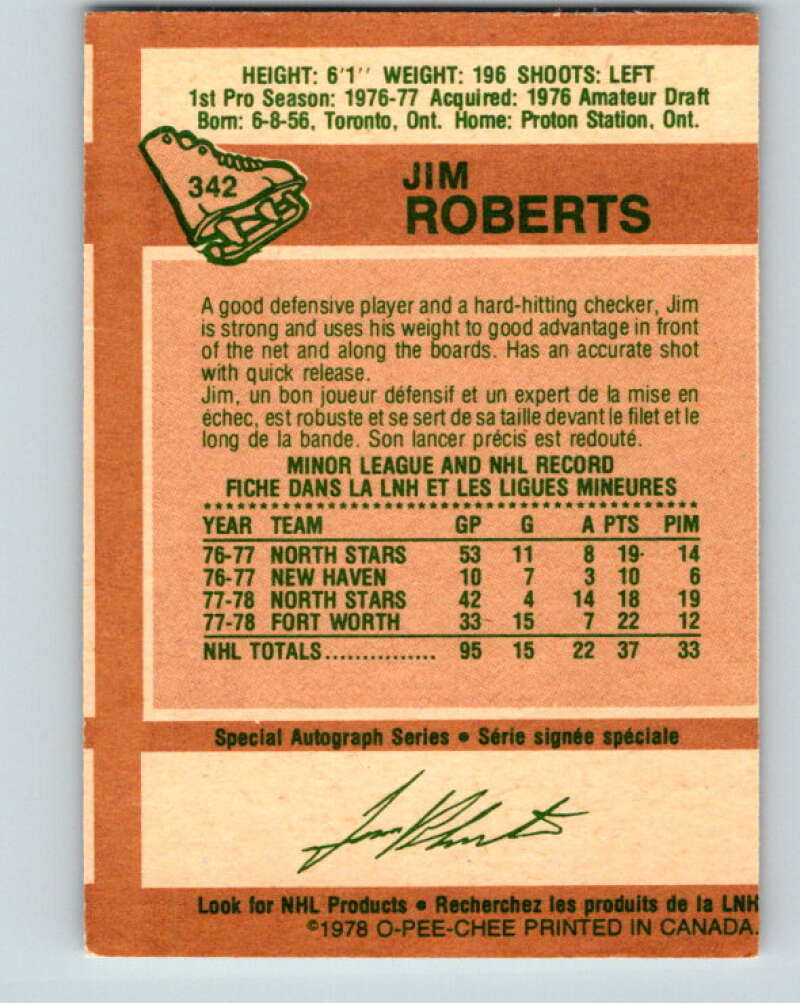 HEIGHT: 6'1'' WEIGHT: 196 SHOOTS: LEFT
1st Pro Season: 1976-77 Acquired: 1976 Amateur Draft
Born: 6-8-56, Toronto, Ont. Home: Proton Station, Ont.
342
JIM
ROBERTS
A good defensive player and a hard-hitting checker, Jim
is strong and uses his weight to good advantage in front
of the net and along the boards. Has an accurate shot
with quick release.
Jim, un bon joueur défensif et un expert de la mise en
échec, est robuste et se sert de sa taille devant le filet et le
long de la bande. Son lancer précis est redouté.
MINOR LEAGUE AND NHL RECORD
FICHE DANS LA LNH ET LES LIGUES MINEURES
YEAR TEAM GP G A PTS PIM
76-77 NORTH STARS 53 11 8 19 14
76-77 NEW HAVEN 10 7 3 10 6
77-78 NORTH STARS 42 4 14 18 19
77-78 FORT WORTH 33 15 7 22 12
NHL TOTALS............... 95 15 22 37 33
Special Autograph Series • Série signée spéciale
Jim Roberts
Look for NHL Products • Recherchez les produits de la LNH
©1978 O-PEE-CHEE PRINTED IN CANADA.